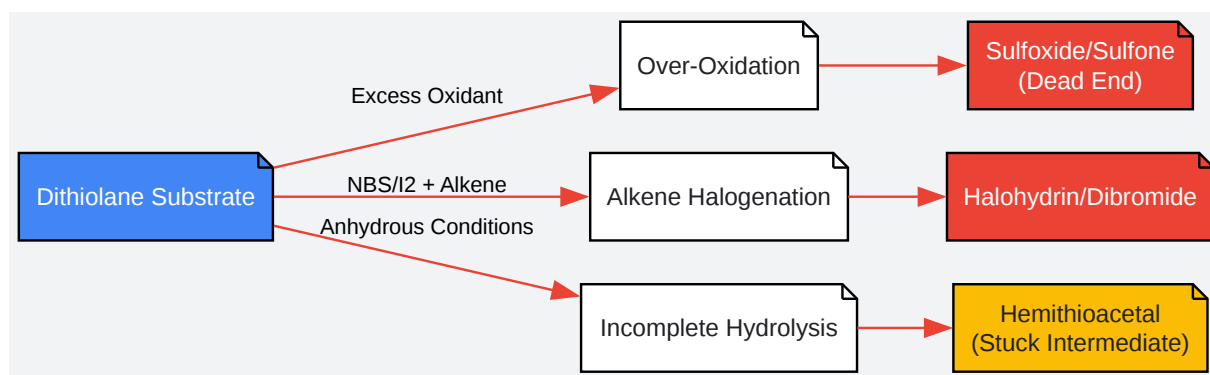 Dithiolane Substrate
Excess Oxidant
Over-Oxidation
Sulfoxide/Sulfone
(Dead End)
NBS/I2 + Alkene
Alkene Halogenation
Halohydrin/Dibromide
Anhydrous Conditions
Incomplete Hydrolysis
Hemithioacetal
(Stuck Intermediate)